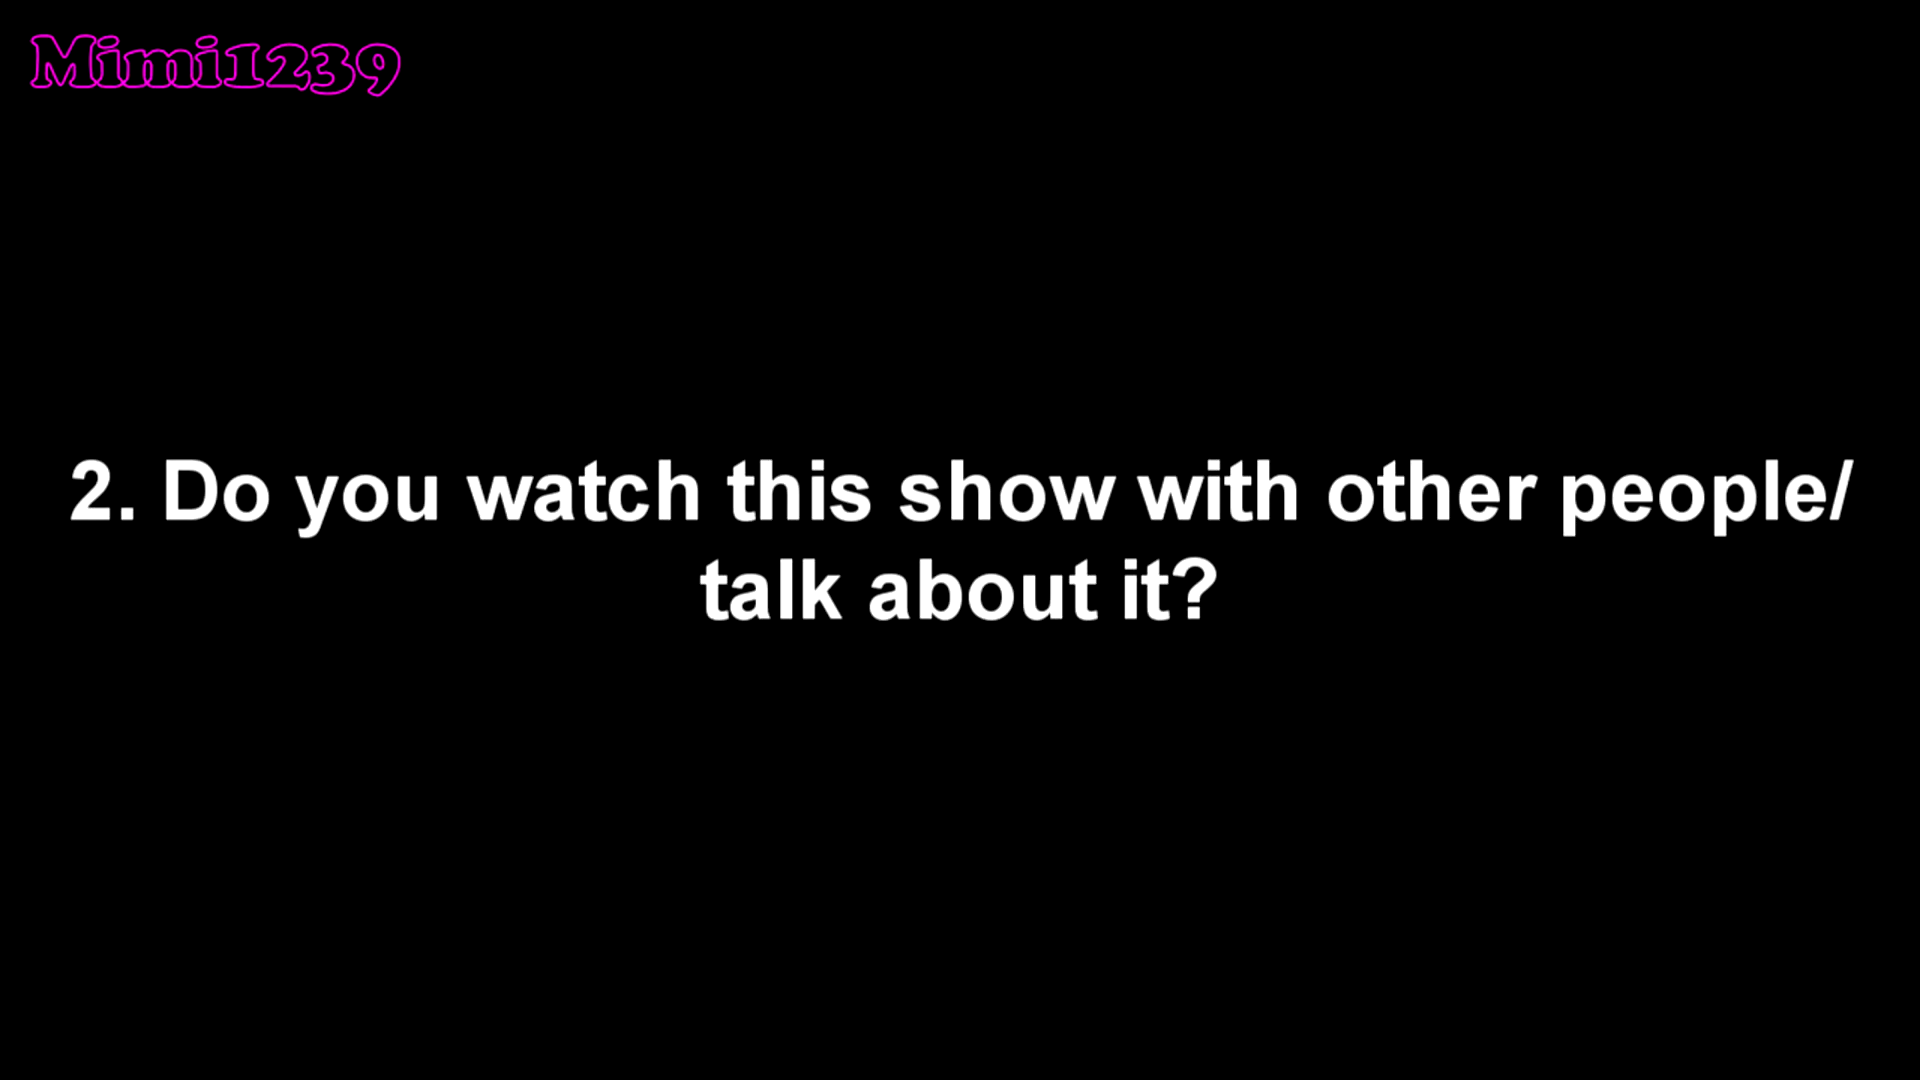 Mimi1239
2. Do you watch this show with other people/
talk about it?